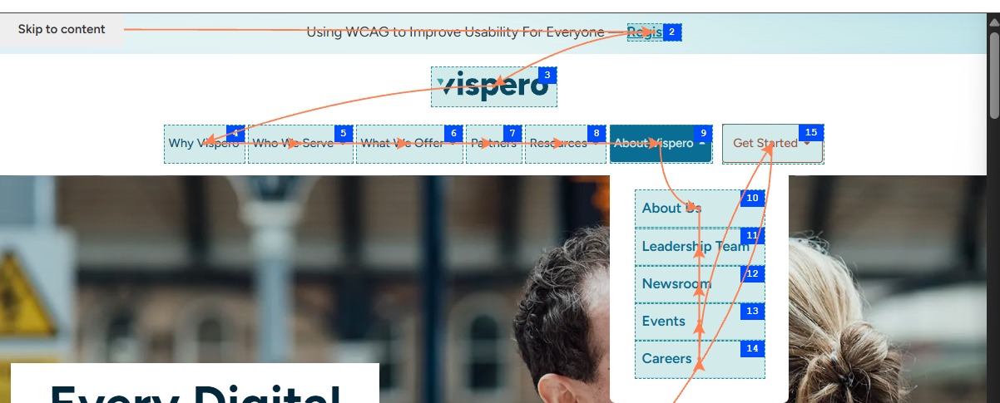 Skip to content
Using WCAG to Improve Usability For Everyone — Regis 2
vispero 3
Why Vispero 4 Who We Serve 5 What We Offer 6 Partners 7 Resources 8 About Vispero 9 Get Started 15
About Us 10
Leadership Team 11
Newsroom 12
Events 13
Careers 14
Every Digital